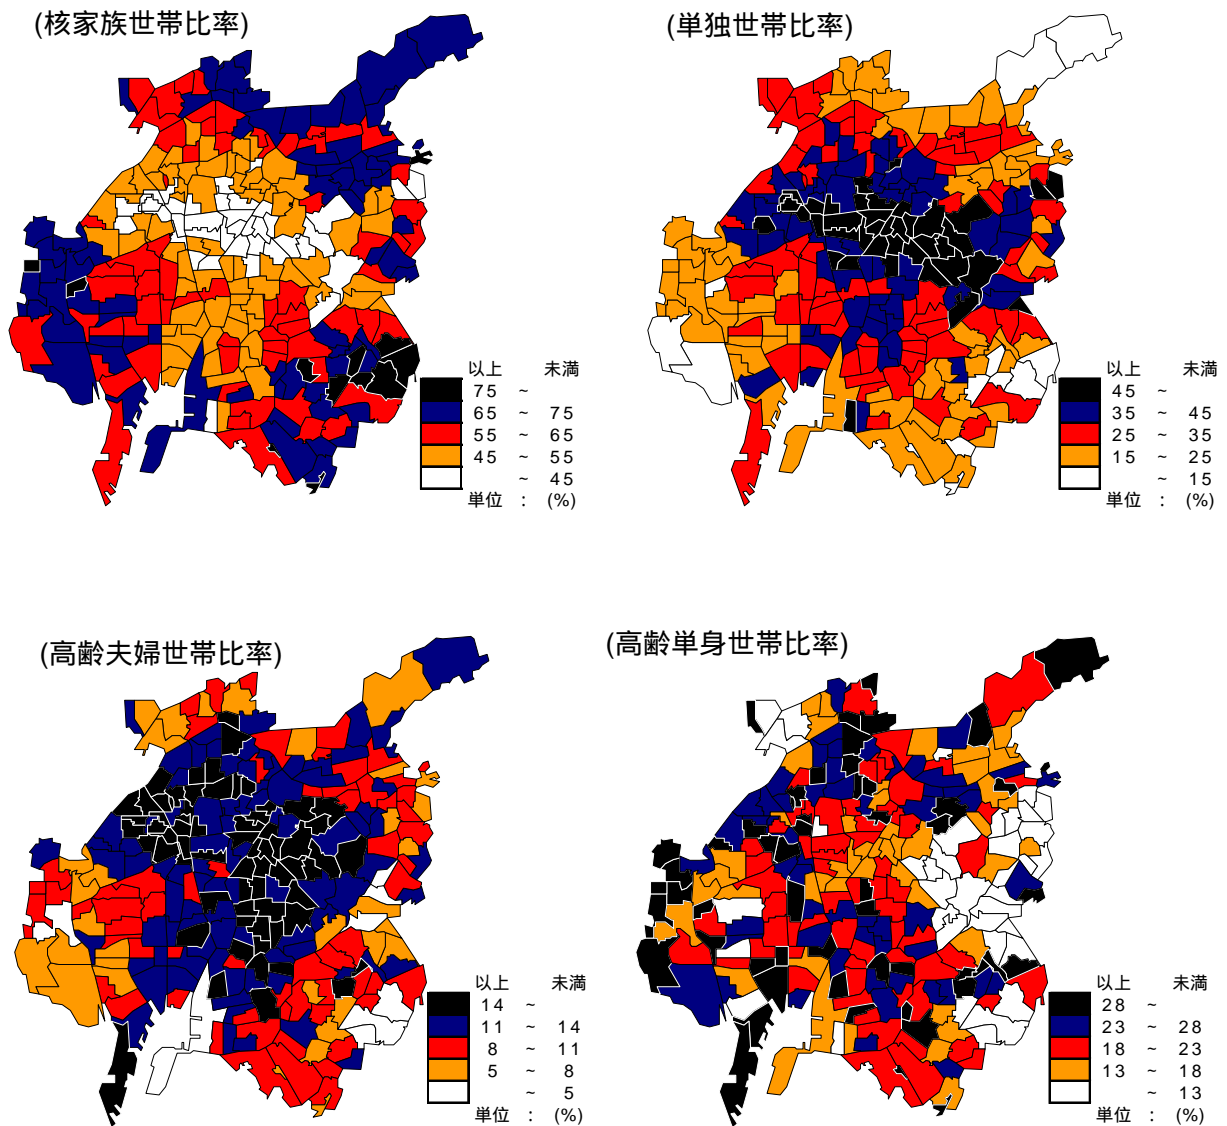 (核家族世帯比率)
以上 未満
75 ~
65 ~ 75
55 ~ 65
45 ~ 55
~ 45
単位 : (%)
(単独世帯比率)
以上 未満
45 ~
35 ~ 45
25 ~ 35
15 ~ 25
~ 15
単位 : (%)
(高齢夫婦世帯比率)
以上 未満
14 ~
11 ~ 14
8 ~ 11
5 ~ 8
~ 5
単位 : (%)
(高齢単身世帯比率)
以上 未満
28 ~
23 ~ 28
18 ~ 23
13 ~ 18
~ 13
単位 : (%)